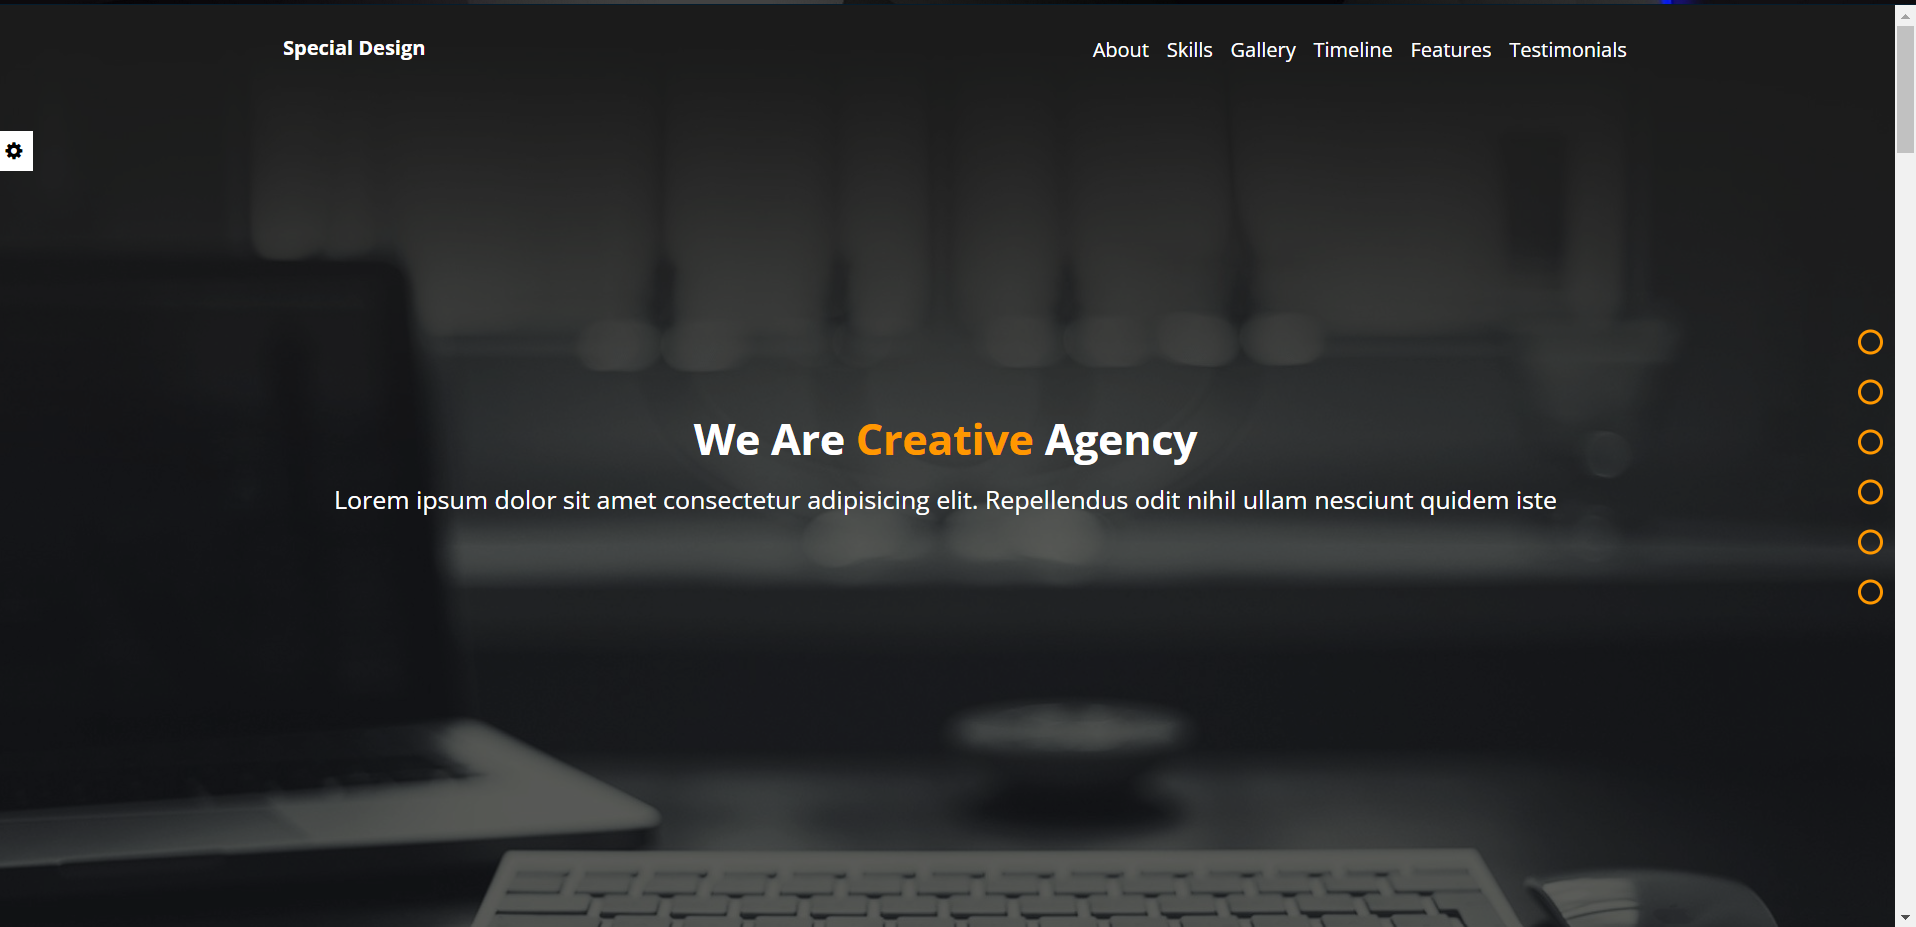 Special Design
About Skills Gallery Timeline Features Testimonials
We Are Creative Agency
Lorem ipsum dolor sit amet consectetur adipisicing elit. Repellendus odit nihil ullam nesciunt quidem iste